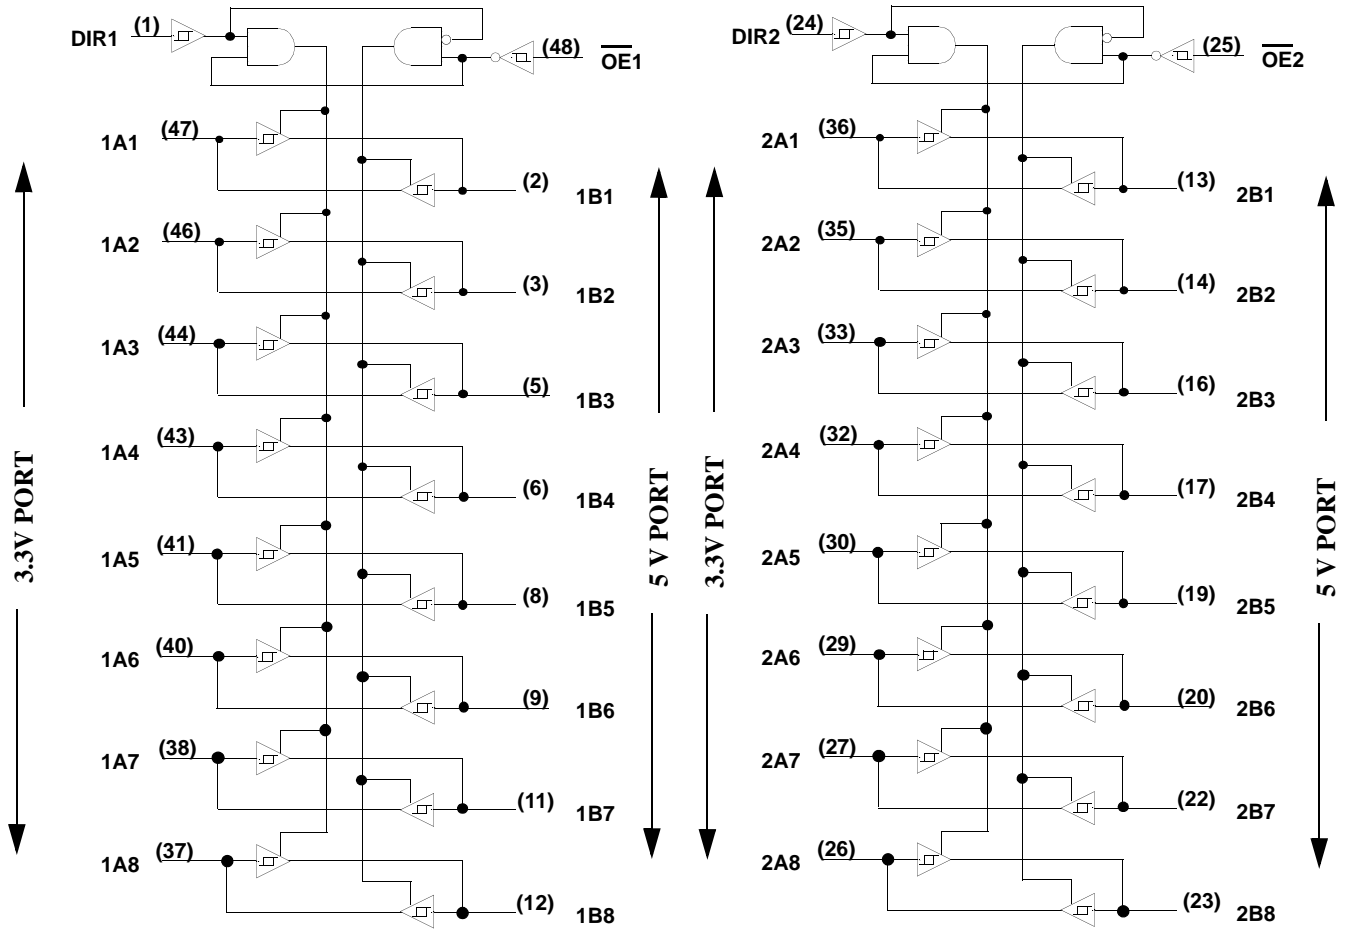 DIR1 (1) (48) OE1
1A1 (47) (2) 1B1
1A2 (46) (3) 1B2
1A3 (44) (5) 1B3
1A4 (43) (6) 1B4
1A5 (41) (8) 1B5
1A6 (40) (9) 1B6
1A7 (38) (11) 1B7
1A8 (37) (12) 1B8
3.3V PORT
5 V PORT
DIR2 (24) (25) OE2
2A1 (36) (13) 2B1
2A2 (35) (14) 2B2
2A3 (33) (16) 2B3
2A4 (32) (17) 2B4
2A5 (30) (19) 2B5
2A6 (29) (20) 2B6
2A7 (27) (22) 2B7
2A8 (26) (23) 2B8
3.3V PORT
5 V PORT